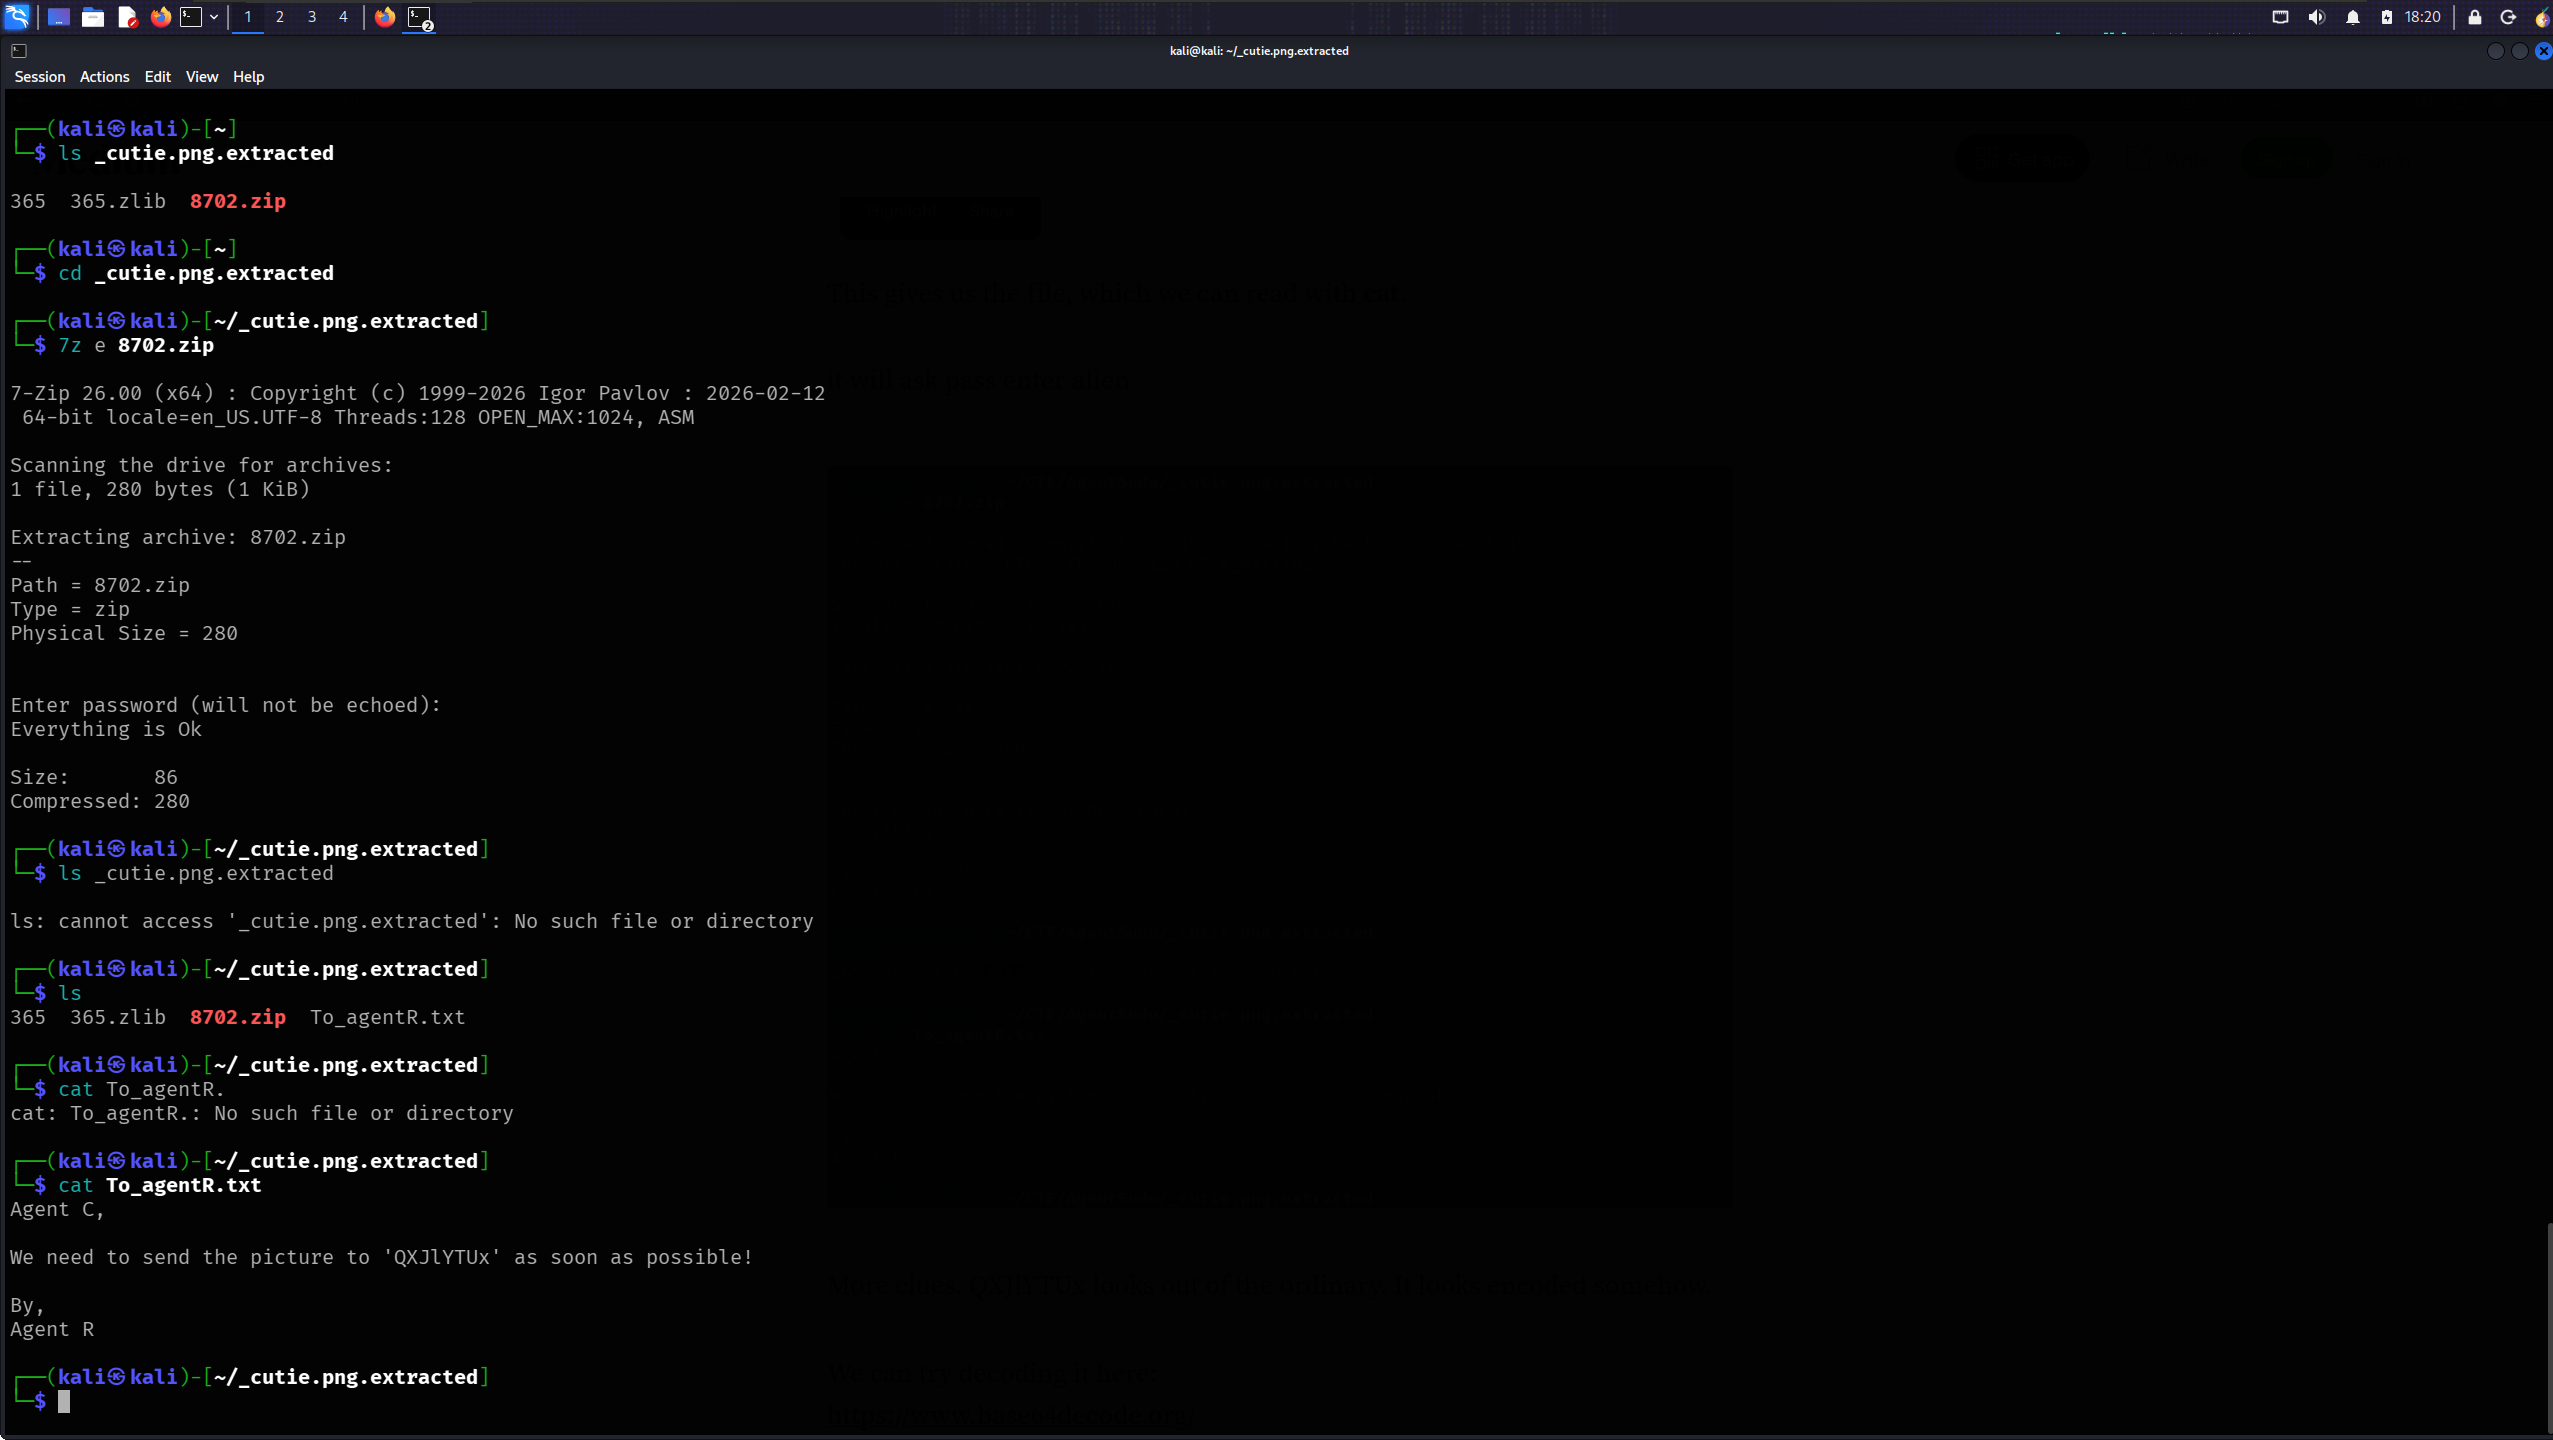 1 2 3 4
2
18:20
kali@kali: ~/_cutie.png.extracted
Session Actions Edit View Help
┌──(kali㉿kali)-[~]
└─$ ls _cutie.png.extracted
365  365.zlib  8702.zip
┌──(kali㉿kali)-[~]
└─$ cd _cutie.png.extracted
┌──(kali㉿kali)-[~/_cutie.png.extracted]
└─$ 7z e 8702.zip
7-Zip 26.00 (x64) : Copyright (c) 1999-2026 Igor Pavlov : 2026-02-12
 64-bit locale=en_US.UTF-8 Threads:128 OPEN_MAX:1024, ASM
Scanning the drive for archives:
1 file, 280 bytes (1 KiB)
Extracting archive: 8702.zip
--
Path = 8702.zip
Type = zip
Physical Size = 280
Enter password (will not be echoed):
Everything is Ok
Size:       86
Compressed: 280
┌──(kali㉿kali)-[~/_cutie.png.extracted]
└─$ ls _cutie.png.extracted
ls: cannot access '_cutie.png.extracted': No such file or directory
┌──(kali㉿kali)-[~/_cutie.png.extracted]
└─$ ls
365  365.zlib  8702.zip  To_agentR.txt
┌──(kali㉿kali)-[~/_cutie.png.extracted]
└─$ cat To_agentR.
cat: To_agentR.: No such file or directory
┌──(kali㉿kali)-[~/_cutie.png.extracted]
└─$ cat To_agentR.txt
Agent C,
We need to send the picture to 'QXJlYTUx' as soon as possible!
By,
Agent R
┌──(kali㉿kali)-[~/_cutie.png.extracted]
└─$